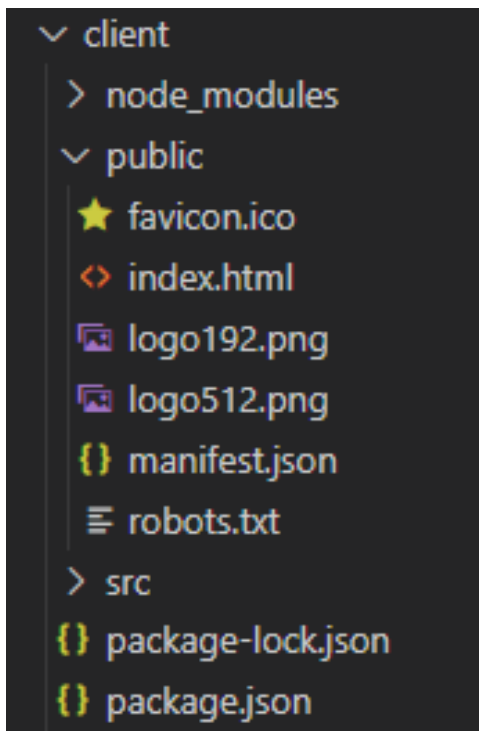 client
node_modules
public
favicon.ico
index.html
logo192.png
logo512.png
manifest.json
robots.txt
src
package-lock.json
package.json